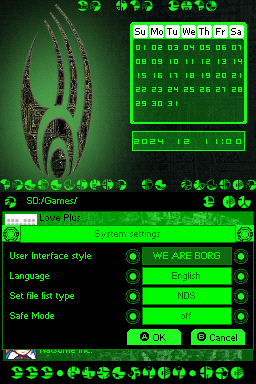 Su Mo Tu We Th Fr Sa
01 02 03 04 05 06 07
08 09 10 11 12 13 14
15 16 17 18 19 20 21
22 23 24 25 26 27 28
29 30 31
2024 12 11:00
SD:/Games/
Love Plus
System settings
User Interface style WE ARE BORG
Language English
Set file list type NDS
Safe Mode off
A OK B Cancel
Natsume Inc.